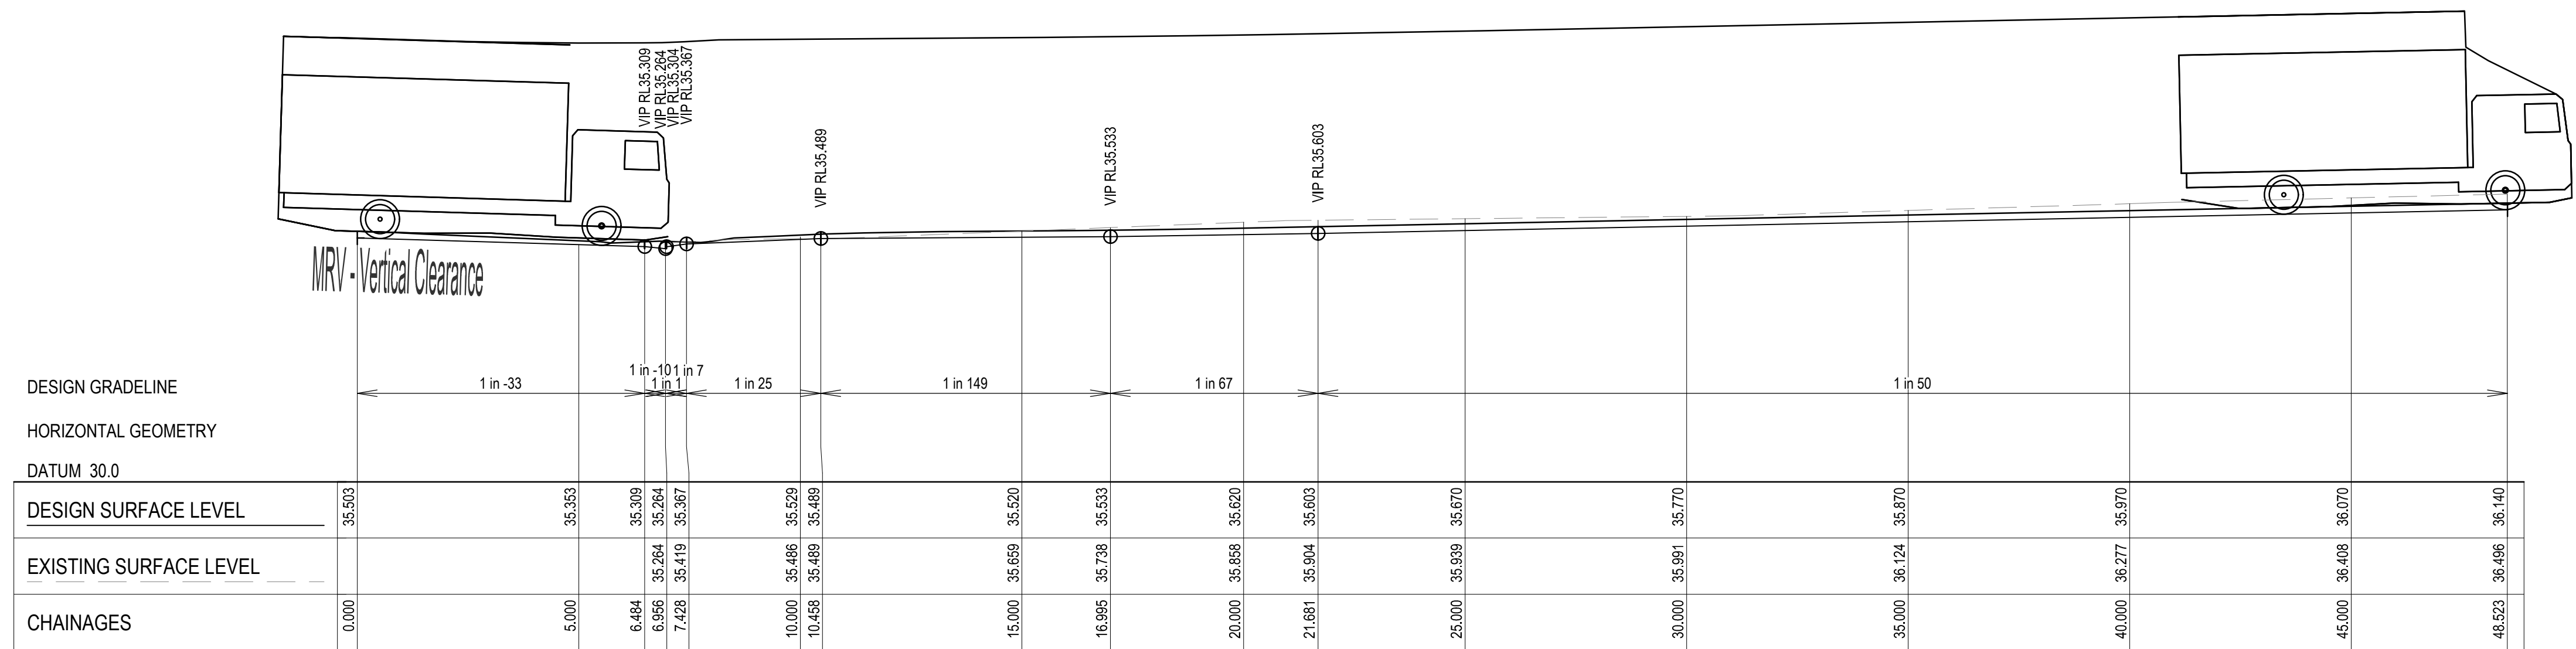 VIP RL35.309
VIP RL35.264
VIP RL35.304
VIP RL35.367
VIP RL35.489
VIP RL35.533
VIP RL35.603
MRV - Vertical Clearance
DESIGN GRADELINE
1 in -33
1 in -10
1 in 1
1 in 7
1 in 25
1 in 149
1 in 67
1 in 50
HORIZONTAL GEOMETRY
DATUM 30.0
DESIGN SURFACE LEVEL 35.503 35.353 35.309 35.264 35.367 35.529 35.489 35.520 35.533 35.620 35.603 35.670 35.770 35.870 35.970 36.070 36.140
EXISTING SURFACE LEVEL 35.264 35.419 35.486 35.489 35.659 35.738 35.858 35.904 35.939 35.991 36.124 36.277 36.408 36.496
CHAINAGES 0.000 5.000 6.484 6.956 7.428 10.000 10.458 15.000 16.995 20.000 21.681 25.000 30.000 35.000 40.000 45.000 48.523